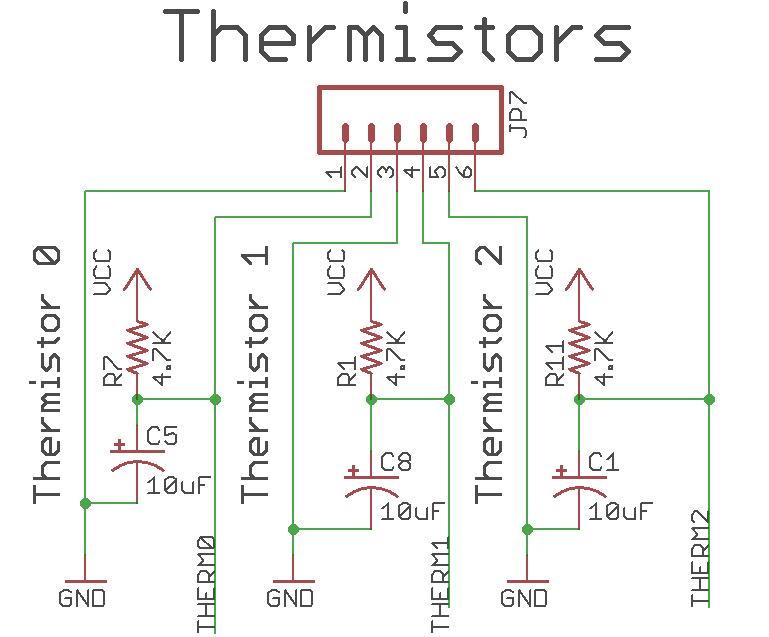 Thermistors
JP7
1 2 3 4 5 6
Thermistor 0
VCC
R7
4.7K
+
C5
10uF
GND
THERM0
Thermistor 1
VCC
R1
4.7K
+
C8
10uF
GND
THERM1
Thermistor 2
VCC
R11
4.7K
+
C1
10uF
GND
THERM2